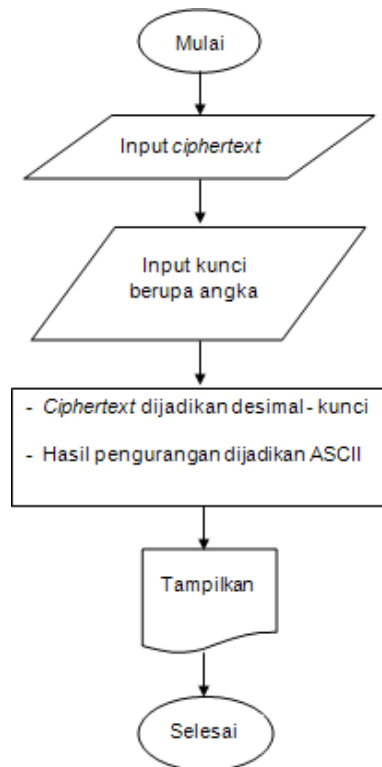 Mulai
Input ciphertext
Input kunci
berupa angka
- Ciphertext dijadikan desimal - kunci
- Hasil pengurangan dijadikan ASCII
Tampilkan
Selesai